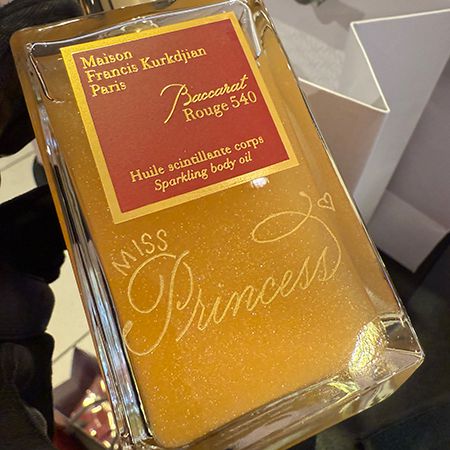 Maison
Francis Kurkdjian
Paris
Baccarat
Rouge 540
Huile scintillante corps
Sparkling body oil
MISS
Princess